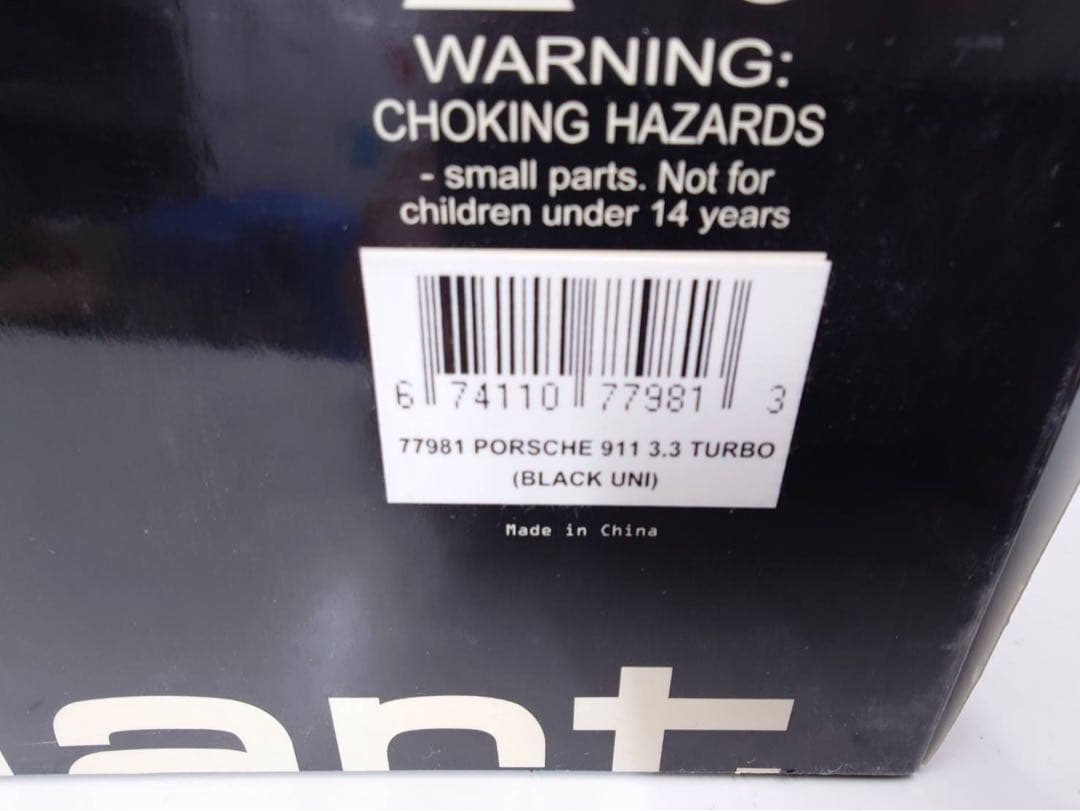 WARNING:
CHOKING HAZARDS
- small parts. Not for
children under 14 years
6 74110 77981 3
77981 PORSCHE 911 3.3 TURBO
(BLACK UNI)
Made in China
ant.